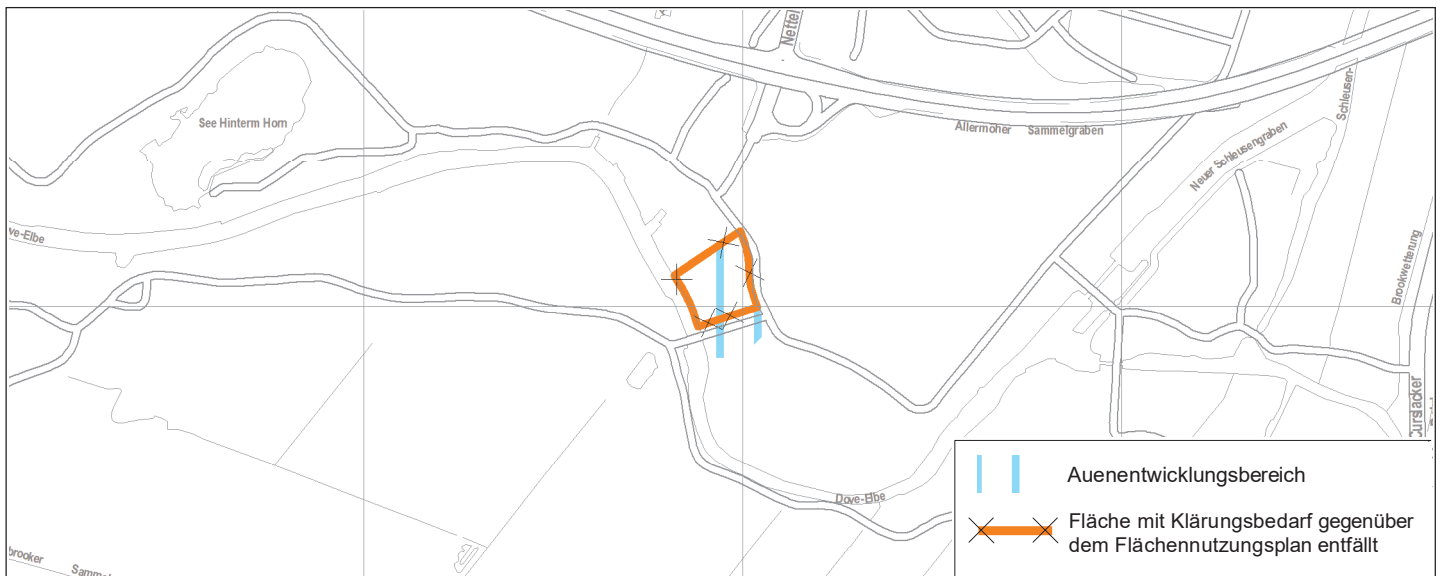 Nettel
See Hinterm Horn
Allermoher Sammelgraben
Schleusen-
Neuer Schleusengraben
ve-Elbe
Brookwetterung
Curslacker
Dove-Elbe
brooker
Samme
Auenentwicklungsbereich
Fläche mit Klärungsbedarf gegenüber
dem Flächennutzungsplan entfällt